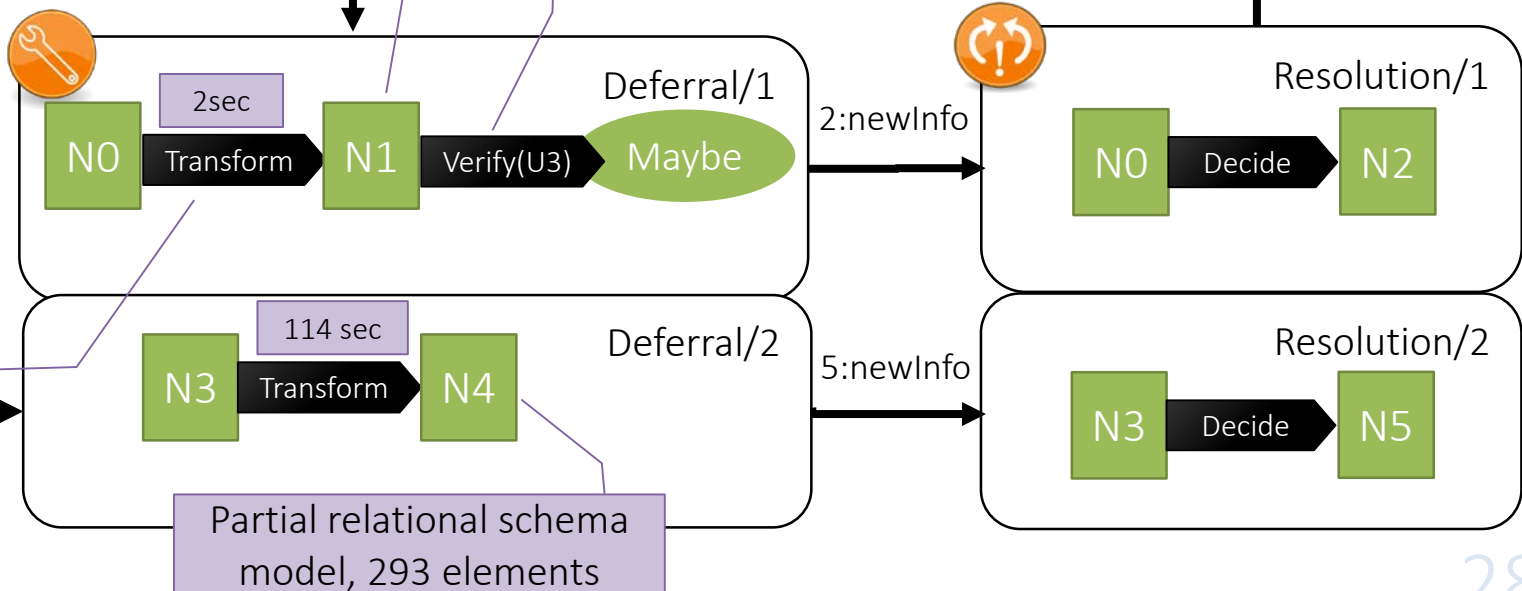 2sec
Deferral/1
N0
Transform
N1
Verify(U3)
Maybe
2:newInfo
Resolution/1
N0
Decide
N2
114 sec
Deferral/2
N3
Transform
N4
5:newInfo
Resolution/2
N3
Decide
N5
Partial relational schema
model, 293 elements
28